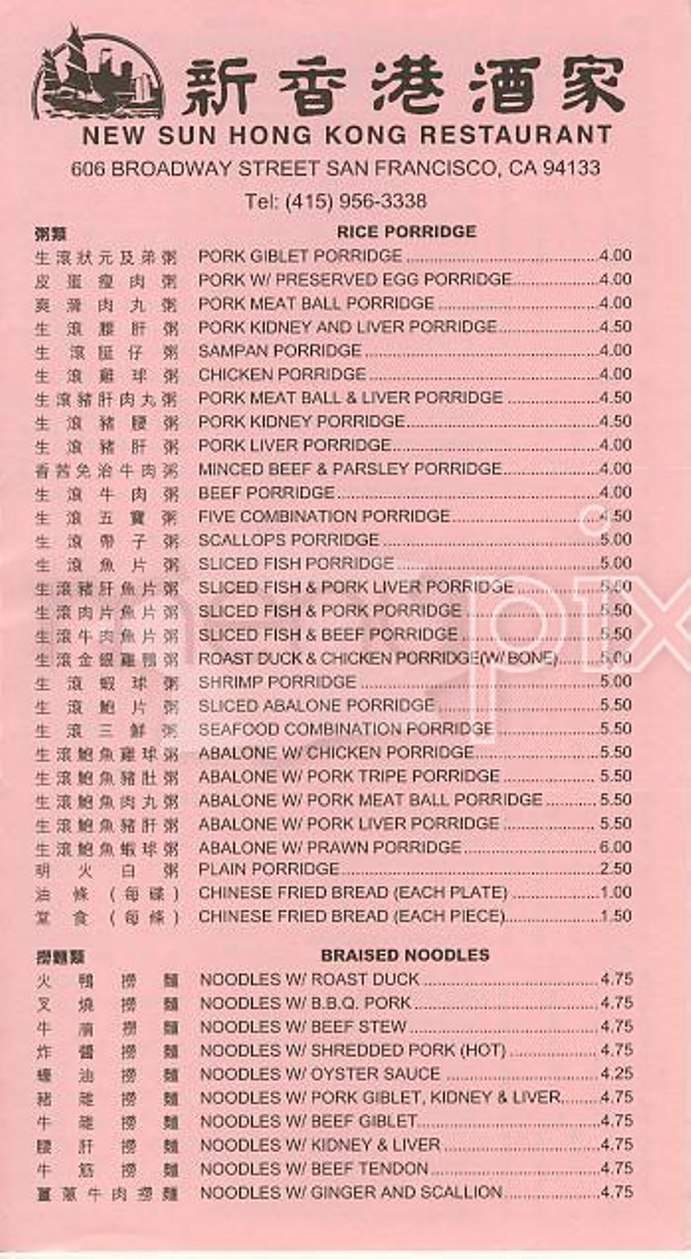 新香港酒家
NEW SUN HONG KONG RESTAURANT
606 BROADWAY STREET SAN FRANCISCO, CA 94133
Tel: (415) 956-3338
粥類 RICE PORRIDGE
生滾狀元及弟粥 PORK GIBLET PORRIDGE 4.00
皮蛋瘦肉粥 PORK W/ PRESERVED EGG PORRIDGE 4.00
爽滑肉丸粥 PORK MEAT BALL PORRIDGE 4.00
生滾腰肝粥 PORK KIDNEY AND LIVER PORRIDGE 4.50
生滾艇仔粥 SAMPAN PORRIDGE 4.00
生滾雞球粥 CHICKEN PORRIDGE 4.00
生滾豬肝肉丸粥 PORK MEAT BALL & LIVER PORRIDGE 4.50
生滾豬腰粥 PORK KIDNEY PORRIDGE 4.50
生滾豬肝粥 PORK LIVER PORRIDGE 4.00
香茜免治牛肉粥 MINCED BEEF & PARSLEY PORRIDGE 4.00
生滾牛肉粥 BEEF PORRIDGE 4.00
生滾五寶粥 FIVE COMBINATION PORRIDGE 4.50
生滾帶子粥 SCALLOPS PORRIDGE 5.00
生滾魚片粥 SLICED FISH PORRIDGE 5.00
生滾豬肝魚片粥 SLICED FISH & PORK LIVER PORRIDGE 5.50
生滾肉片魚片粥 SLICED FISH & PORK PORRIDGE 5.50
生滾牛肉魚片粥 SLICED FISH & BEEF PORRIDGE 5.50
生滾金銀雞鴨粥 ROAST DUCK & CHICKEN PORRIDGE(W/ BONE) 5.00
生滾蝦球粥 SHRIMP PORRIDGE 5.00
生滾鮑片粥 SLICED ABALONE PORRIDGE 5.50
生滾三鮮粥 SEAFOOD COMBINATION PORRIDGE 5.50
生滾鮑魚雞球粥 ABALONE W/ CHICKEN PORRIDGE 5.50
生滾鮑魚豬肚粥 ABALONE W/ PORK TRIPE PORRIDGE 5.50
生滾鮑魚肉丸粥 ABALONE W/ PORK MEAT BALL PORRIDGE 5.50
生滾鮑魚豬肝粥 ABALONE W/ PORK LIVER PORRIDGE 5.50
生滾鮑魚蝦球粥 ABALONE W/ PRAWN PORRIDGE 6.00
明火白粥 PLAIN PORRIDGE 2.50
油條(每碟) CHINESE FRIED BREAD (EACH PLATE) 1.00
堂食(每條) CHINESE FRIED BREAD (EACH PIECE) 1.50
撈麵類 BRAISED NOODLES
火鴨撈麵 NOODLES W/ ROAST DUCK 4.75
叉燒撈麵 NOODLES W/ B.B.Q. PORK 4.75
牛腩撈麵 NOODLES W/ BEEF STEW 4.75
炸醬撈麵 NOODLES W/ SHREDDED PORK (HOT) 4.75
蠔油撈麵 NOODLES W/ OYSTER SAUCE 4.25
豬雜撈麵 NOODLES W/ PORK GIBLET, KIDNEY & LIVER 4.75
牛雜撈麵 NOODLES W/ BEEF GIBLET 4.75
腰肝撈麵 NOODLES W/ KIDNEY & LIVER 4.75
牛筋撈麵 NOODLES W/ BEEF TENDON 4.75
薑蔥牛肉撈麵 NOODLES W/ GINGER AND SCALLION 4.75